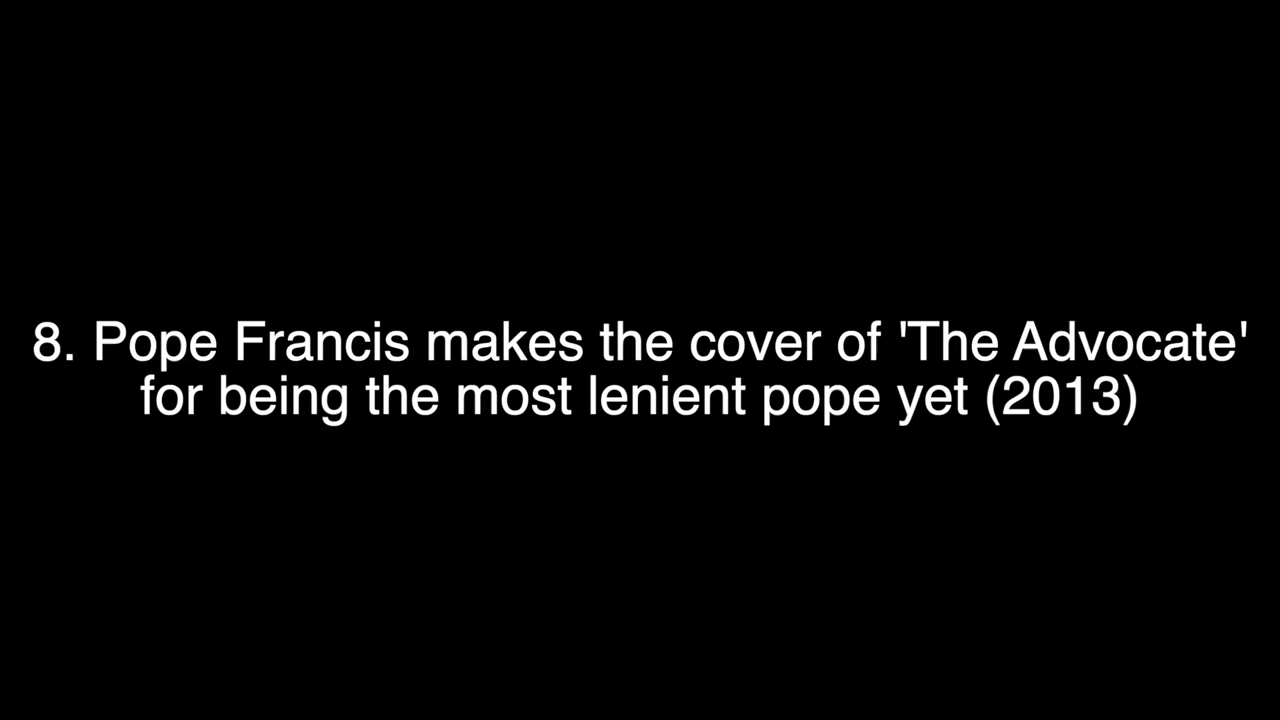 8. Pope Francis makes the cover of 'The Advocate'
for being the most lenient pope yet (2013)